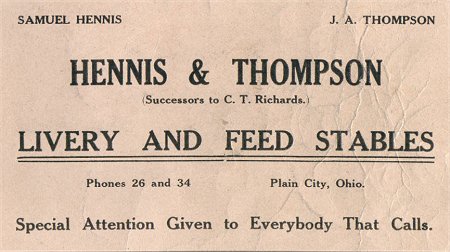 SAMUEL HENNIS J. A. THOMPSON
HENNIS & THOMPSON
(Successors to C. T. Richards.)
LIVERY AND FEED STABLES
Phones 26 and 34 Plain City, Ohio.
Special Attention Given to Everybody That Calls.